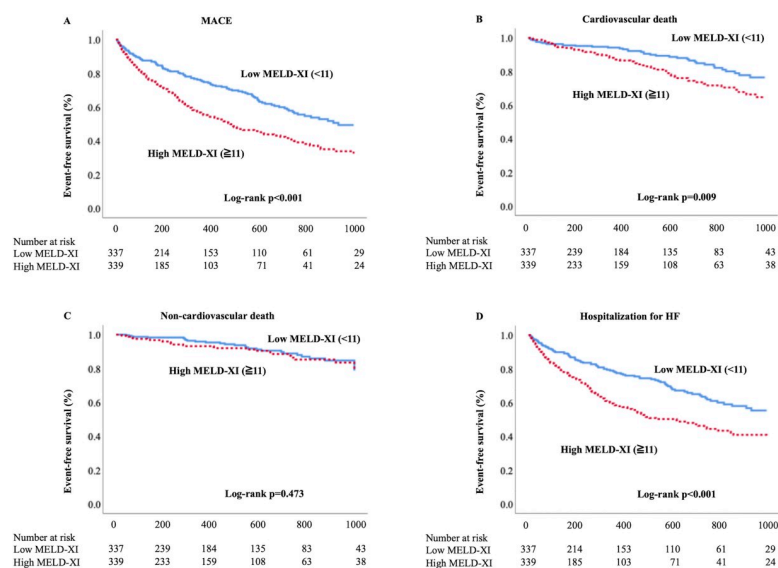 A MACE
Event-free survival (%)
1.0
0.8
0.6
0.4
0.2
0.0
Low MELD-XI (<11)
High MELD-XI (≧11)
Log-rank p<0.001
0 200 400 600 800 1000
Number at risk
Low MELD-XI 337 214 153 110 61 29
High MELD-XI 339 185 103 71 41 24
B Cardiovascular death
Event-free survival (%)
1.0
0.8
0.6
0.4
0.2
0.0
Low MELD-XI (<11)
High MELD-XI (≧11)
Log-rank p=0.009
0 200 400 600 800 1000
Number at risk
Low MELD-XI 337 239 184 135 83 43
High MELD-XI 339 233 159 108 63 38
C Non-cardiovascular death
Event-free survival (%)
1.0
0.8
0.6
0.4
0.2
0.0
Low MELD-XI (<11)
High MELD-XI (≧11)
Log-rank p=0.473
0 200 400 600 800 1000
Number at risk
Low MELD-XI 337 239 184 135 83 43
High MELD-XI 339 233 159 108 63 38
D Hospitalization for HF
Event-free survival (%)
1.0
0.8
0.6
0.4
0.2
0.0
Low MELD-XI (<11)
High MELD-XI (≧11)
Log-rank p<0.001
0 200 400 600 800 1000
Number at risk
Low MELD-XI 337 214 153 110 61 29
High MELD-XI 339 185 103 71 41 24